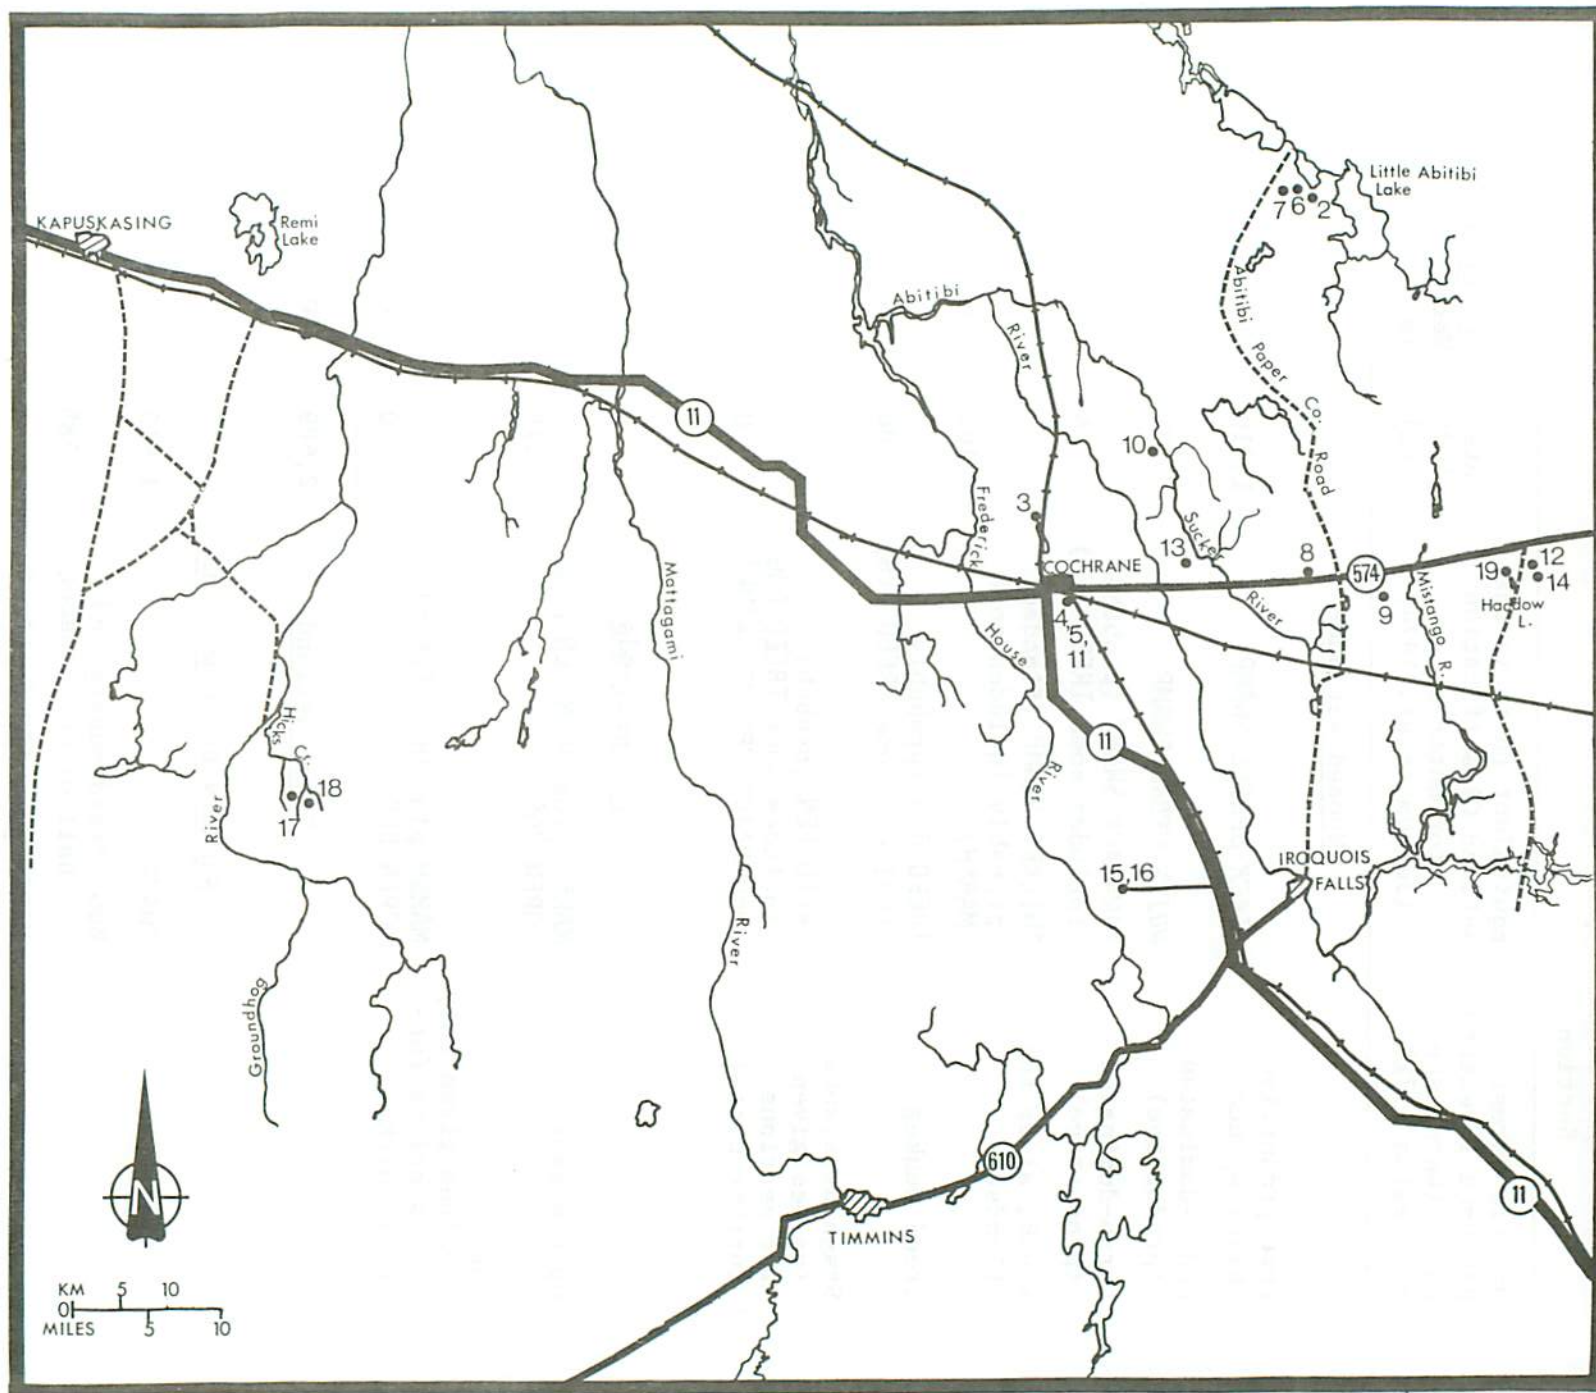 Little Abitibi
Lake
7 6 2
KAPUSKASING
Remi
Lake
Abitibi
River
Abitibi Paper Co. Road
11
10
3
Frederick
House
River
Sucker
River
13
8
574
9
19
12
14
Haddow
L.
COCHRANE
4,
5,
11
Mistango R.
Mattagami
River
Hicks
Ck.
18
17
River
Groundhog
11
15,16
IROQUOIS
FALLS
610
11
TIMMINS
N
KM 5 10
0
MILES 5 10